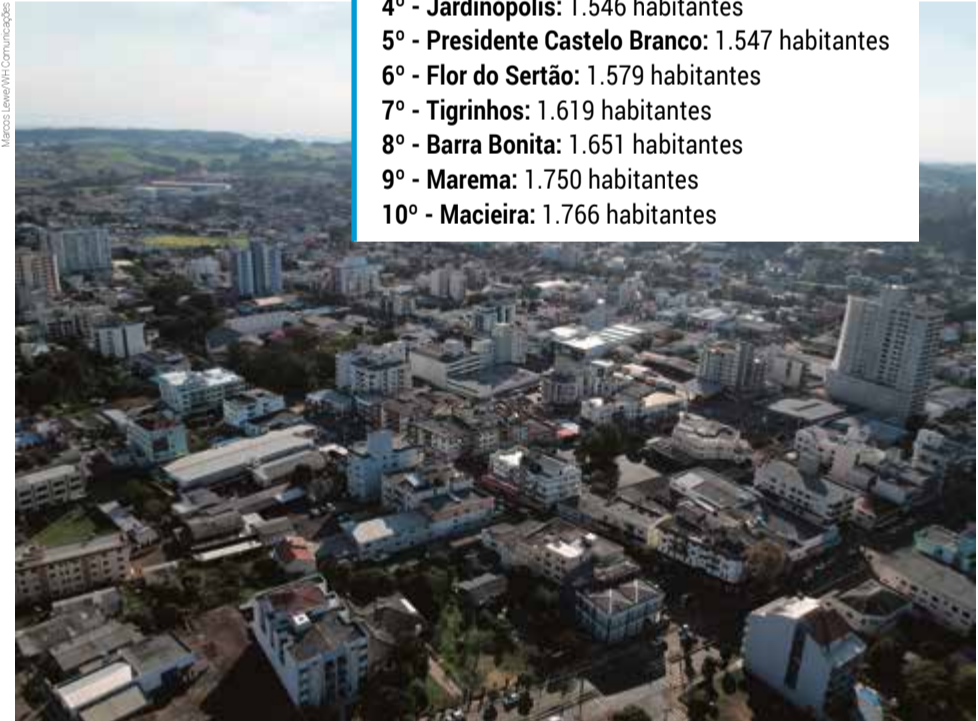 Marcos Lewe/WH Comunicações
4º - Jardinópolis: 1.546 habitantes
5º - Presidente Castelo Branco: 1.547 habitantes
6º - Flor do Sertão: 1.579 habitantes
7º - Tigrinhos: 1.619 habitantes
8º - Barra Bonita: 1.651 habitantes
9º - Marema: 1.750 habitantes
10º - Macieira: 1.766 habitantes